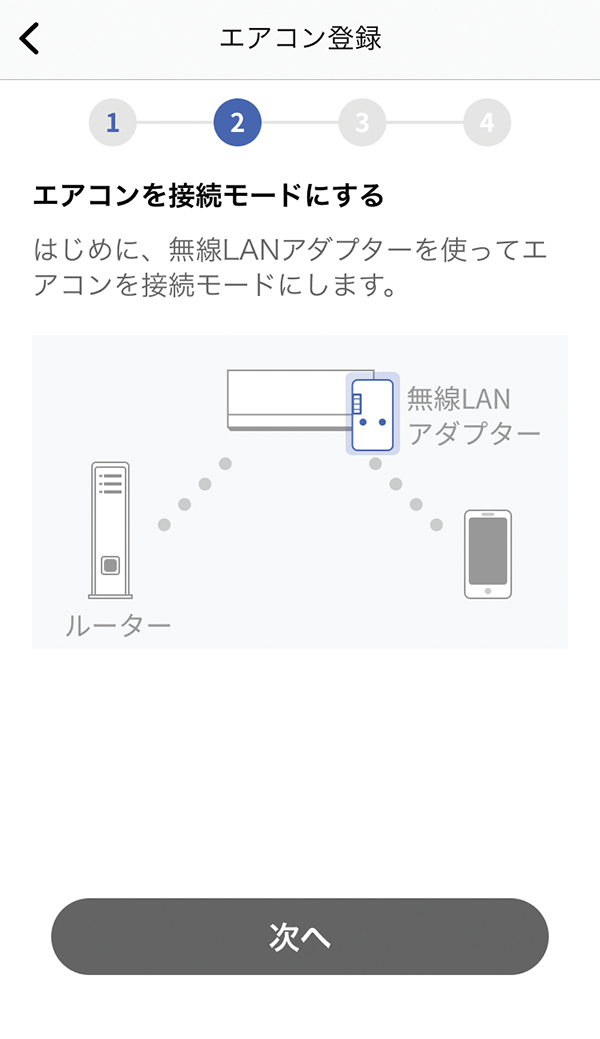 エアコン登録
1 2 3 4
エアコンを接続モードにする
はじめに、無線LANアダプターを使ってエ
アコンを接続モードにします。
無線LAN
アダプター
ルーター
次へ